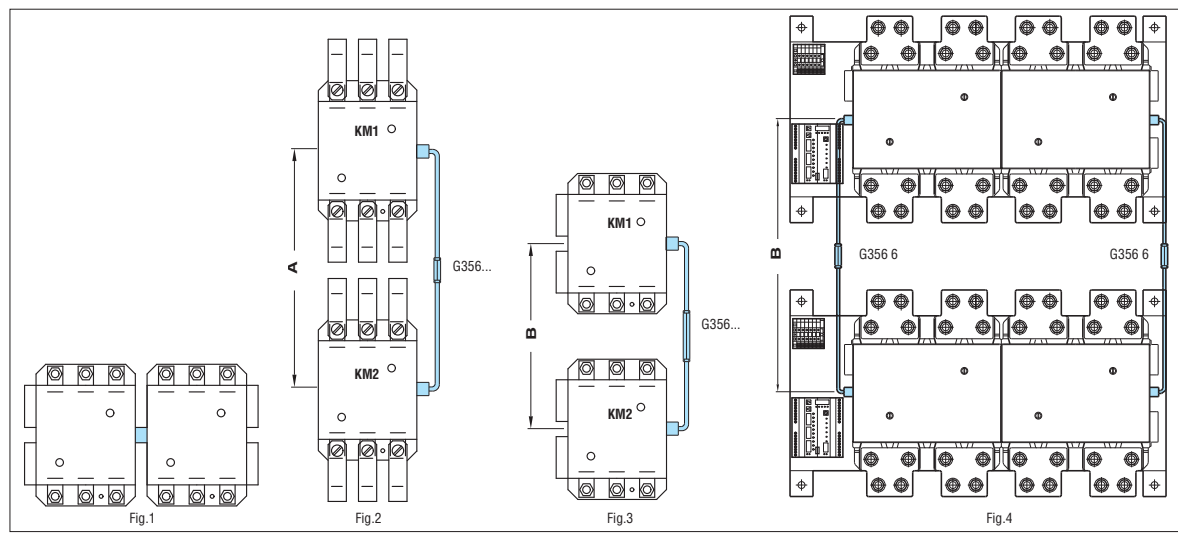 Fig.1
KM1
A
G356...
KM2
Fig.2
KM1
B
G356...
KM2
Fig.3
B
G356 6
G356 6
Fig.4